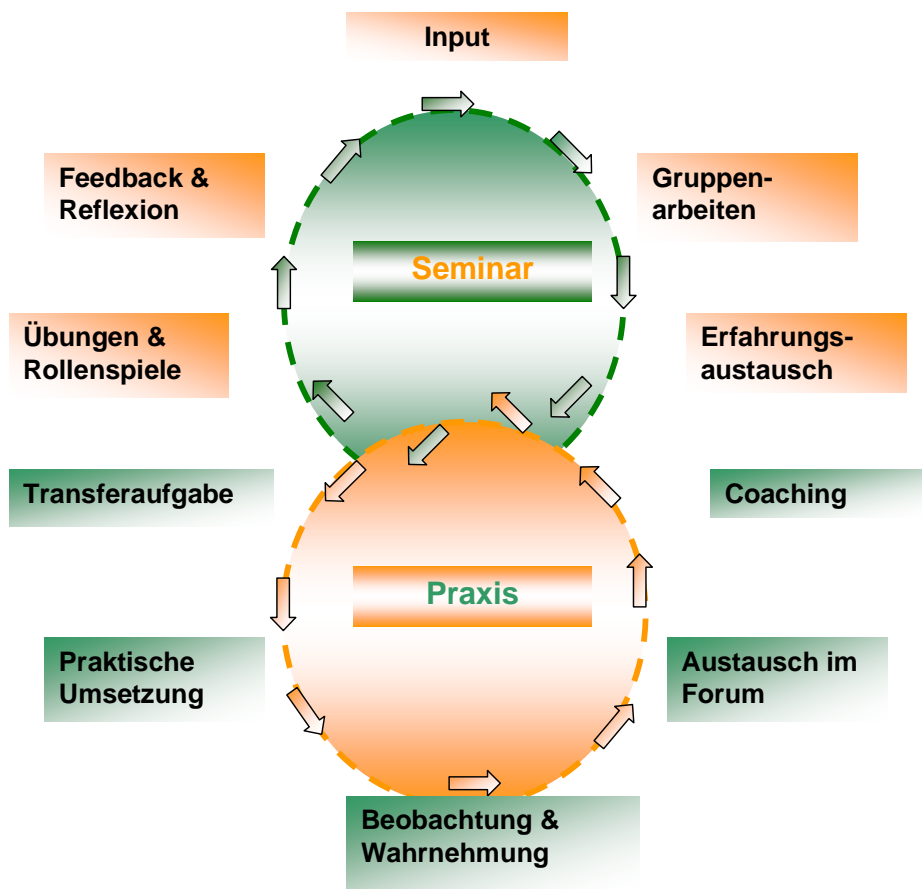 Input
Feedback &
Reflexion
Gruppen-
arbeiten
Seminar
Übungen &
Rollenspiele
Erfahrungs-
austausch
Transferaufgabe
Coaching
Praxis
Praktische
Umsetzung
Austausch im
Forum
Beobachtung &
Wahrnehmung